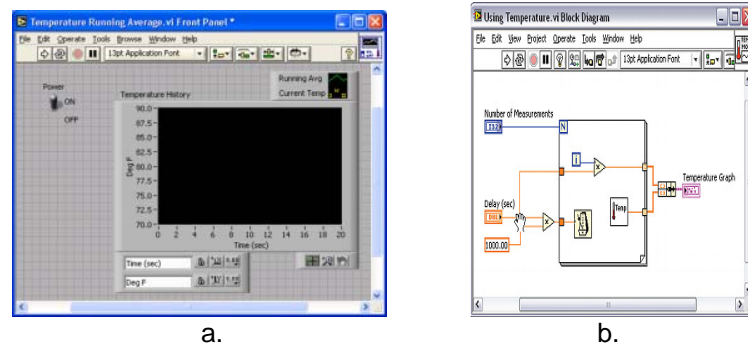 Temperature Running Average.vi Front Panel *
File Edit Operate Tools Browse Window Help
13pt Application Font
Power
ON
OFF
Running Avg
Current Temp
Temperature History
Deg F
90.0
87.5
85.0
82.5
80.0
77.5
75.0
72.5
70.0
0 2 4 6 8 10 12 14 16 18 20
Time (sec)
Time (sec)
Deg F
a.
Using Temperature.vi Block Diagram
File Edit View Project Operate Tools Window Help
13pt Application Font
Number of Measurements
N
i
x
Temperature Graph
Delay (sec)
x
Temp
1000.00
b.